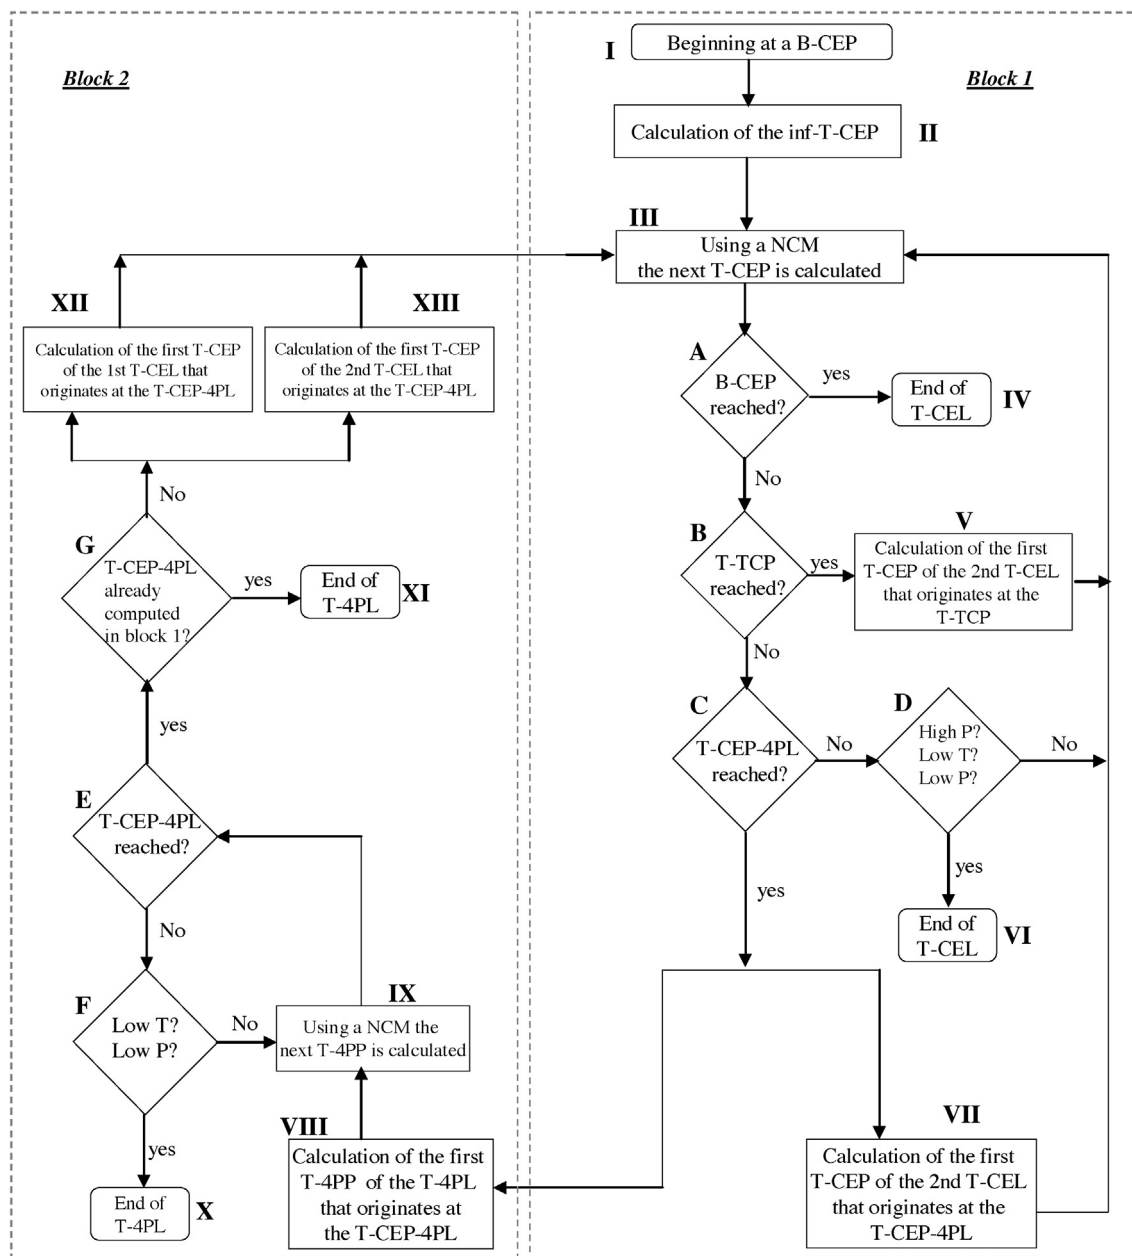 Block 2
Block 1
I
Beginning at a B-CEP
Calculation of the inf-T-CEP
II
III
Using a NCM
the next T-CEP is calculated
A
B-CEP
reached?
yes
End of
T-CEL
IV
No
B
T-TCP
reached?
yes
V
Calculation of the first
T-CEP of the 2nd T-CEL
that originates at the
T-TCP
No
C
T-CEP-4PL
reached?
No
D
High P?
Low T?
Low P?
No
yes
End of
T-CEL
VI
yes
VII
Calculation of the first
T-CEP of the 2nd T-CEL
that originates at the
T-CEP-4PL
VIII
Calculation of the first
T-4PP of the T-4PL
that originates at
the T-CEP-4PL
IX
Using a NCM the
next T-4PP is calculated
E
T-CEP-4PL
reached?
No
F
Low T?
Low P?
No
yes
End of
T-4PL
X
yes
G
T-CEP-4PL
already
computed
in block 1?
yes
End of
T-4PL
XI
No
XII
Calculation of the first T-CEP
of the 1st T-CEL that
originates at the T-CEP-4PL
XIII
Calculation of the first T-CEP
of the 2nd T-CEL that
originates at the T-CEP-4PL